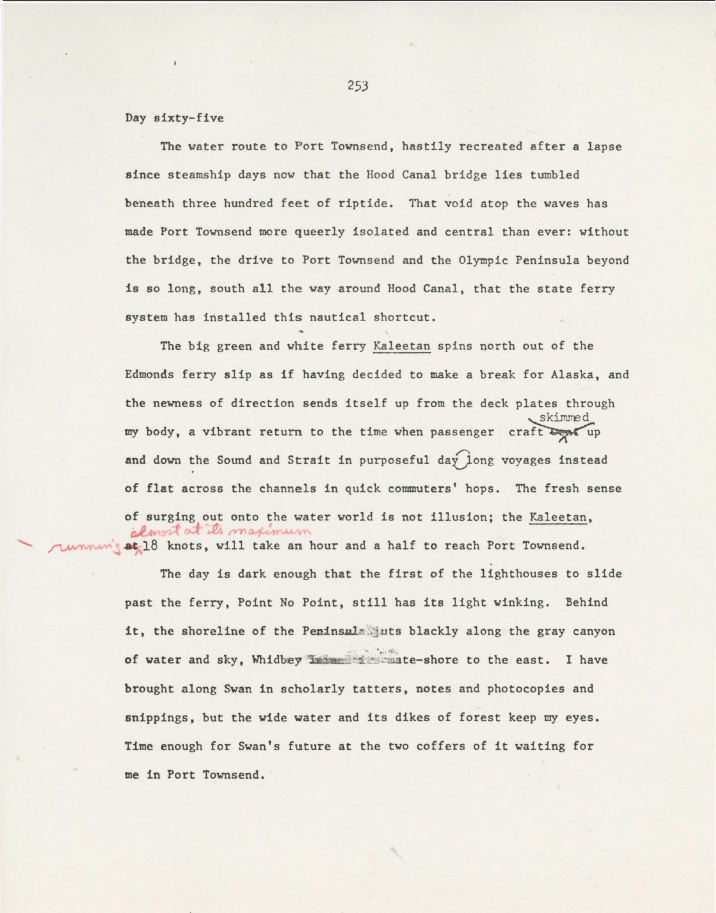 253
Day sixty-five
The water route to Port Townsend, hastily recreated after a lapse
since steamship days now that the Hood Canal bridge lies tumbled
beneath three hundred feet of riptide. That void atop the waves has
made Port Townsend more queerly isolated and central than ever: without
the bridge, the drive to Port Townsend and the Olympic Peninsula beyond
is so long, south all the way around Hood Canal, that the state ferry
system has installed this nautical shortcut.
The big green and white ferry Kaleetan spins north out of the
Edmonds ferry slip as if having decided to make a break for Alaska, and
the newness of direction sends itself up from the deck plates through
skimmed
my body, a vibrant return to the time when passenger craft up
and down the Sound and Strait in purposeful day long voyages instead
of flat across the channels in quick commuters' hops. The fresh sense
of surging out onto the water world is not illusion; the Kaleetan,
almost at its maximum
running at 18 knots, will take an hour and a half to reach Port Townsend.
The day is dark enough that the first of the lighthouses to slide
past the ferry, Point No Point, still has its light winking. Behind
it, the shoreline of the Peninsula juts blackly along the gray canyon
of water and sky, Whidbey mate-shore to the east. I have
brought along Swan in scholarly tatters, notes and photocopies and
snippings, but the wide water and its dikes of forest keep my eyes.
Time enough for Swan's future at the two coffers of it waiting for
me in Port Townsend.